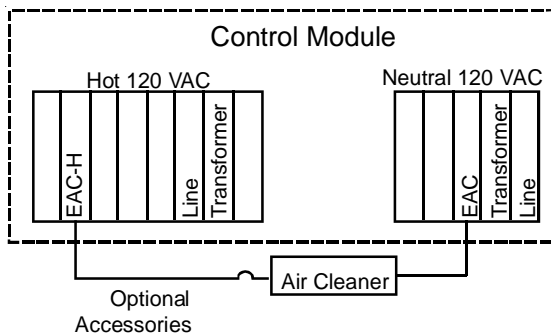 Control Module
Hot 120 VAC
Neutral 120 VAC
EAC-H
Line
Transformer
EAC
Transformer
Line
Air Cleaner
Optional
Accessories